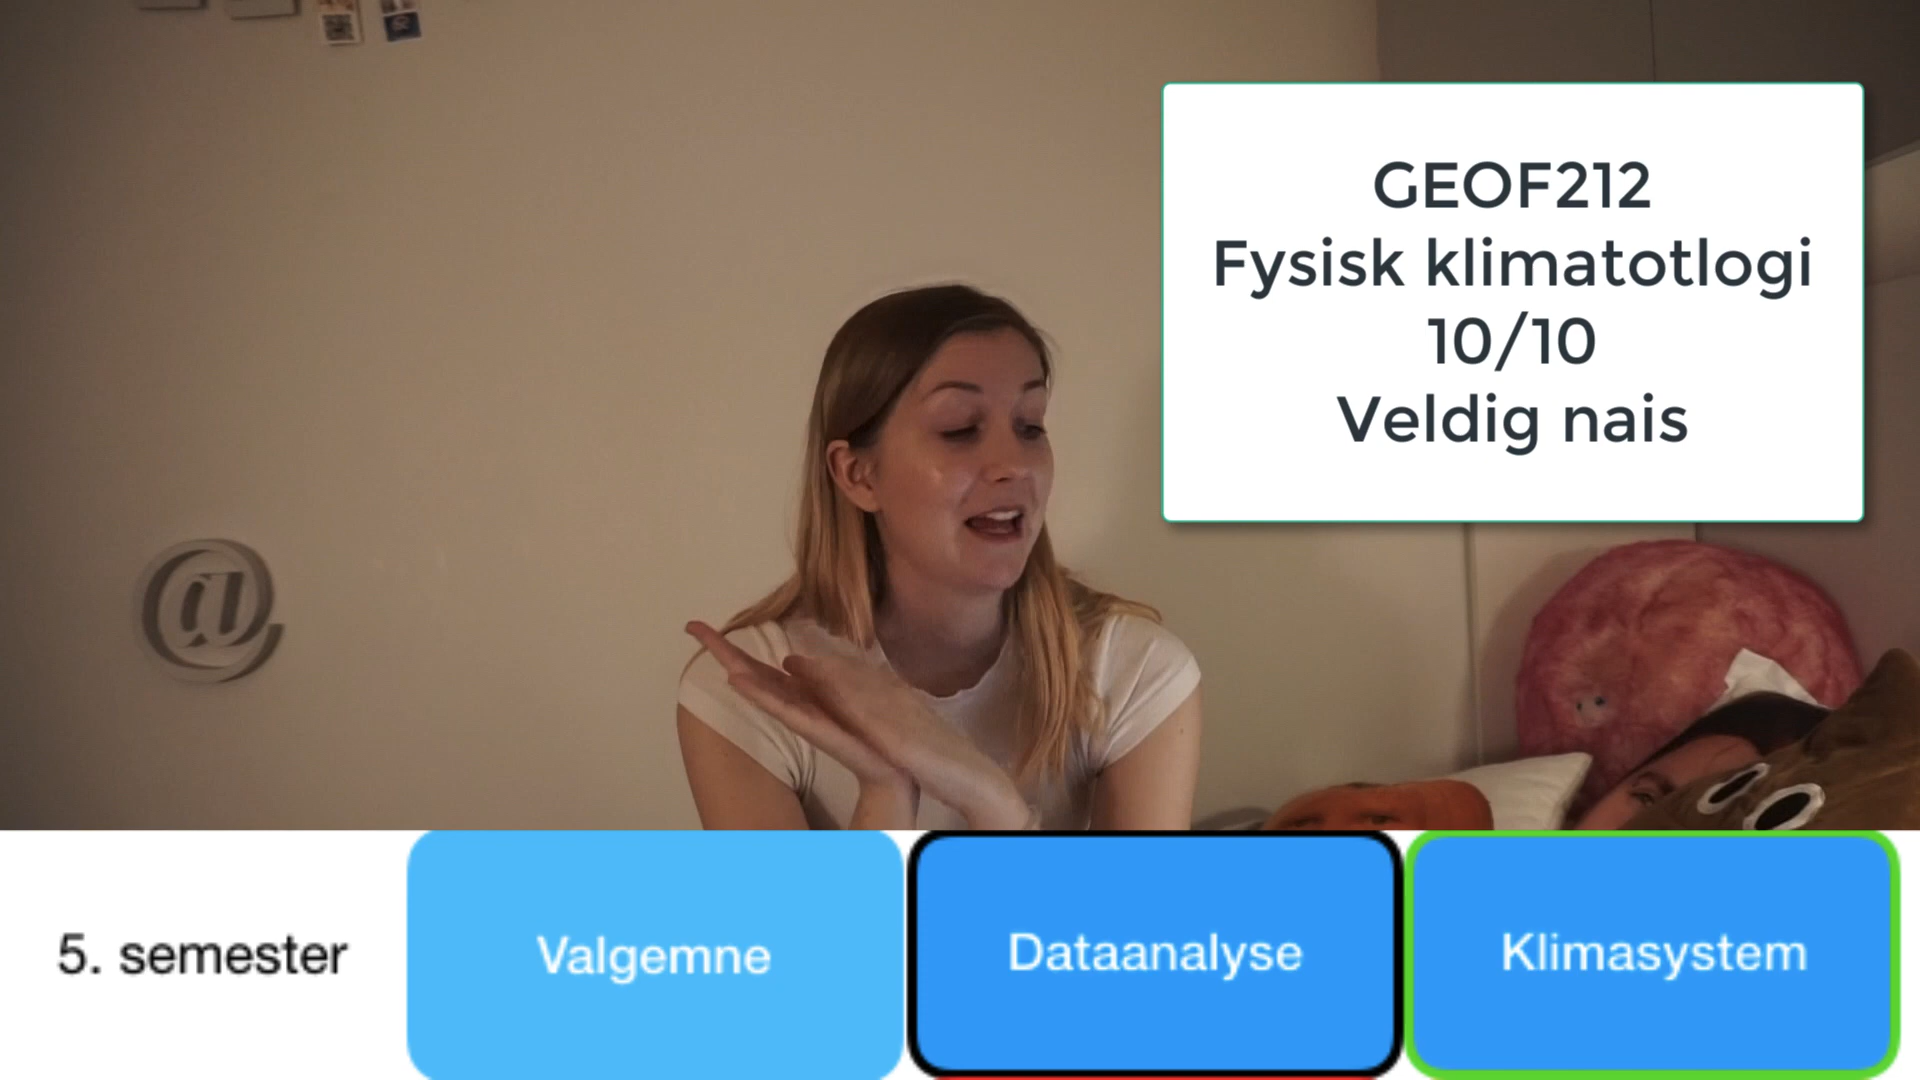 GEOF212
Fysisk klimatotlogi
10/10
Veldig nais
@
5. semester
Valgemne
Dataanalyse
Klimasystem